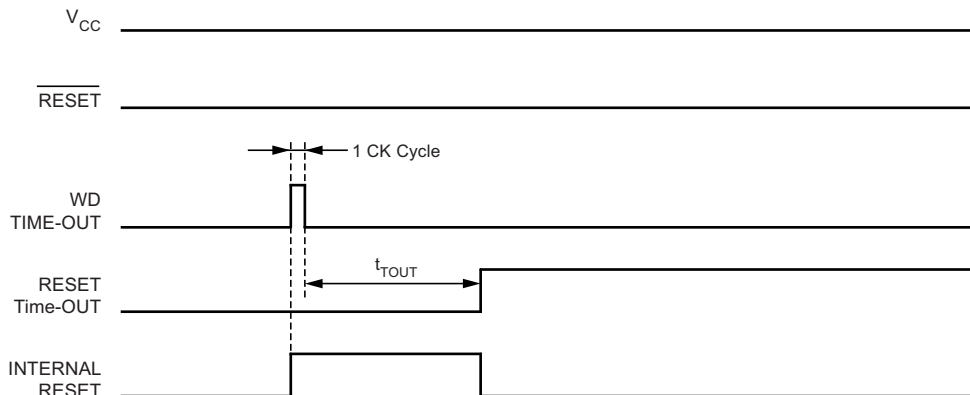 VCC
RESET
1 CK Cycle
WD
TIME-OUT
RESET
Time-OUT
tTOUT
INTERNAL
RESET